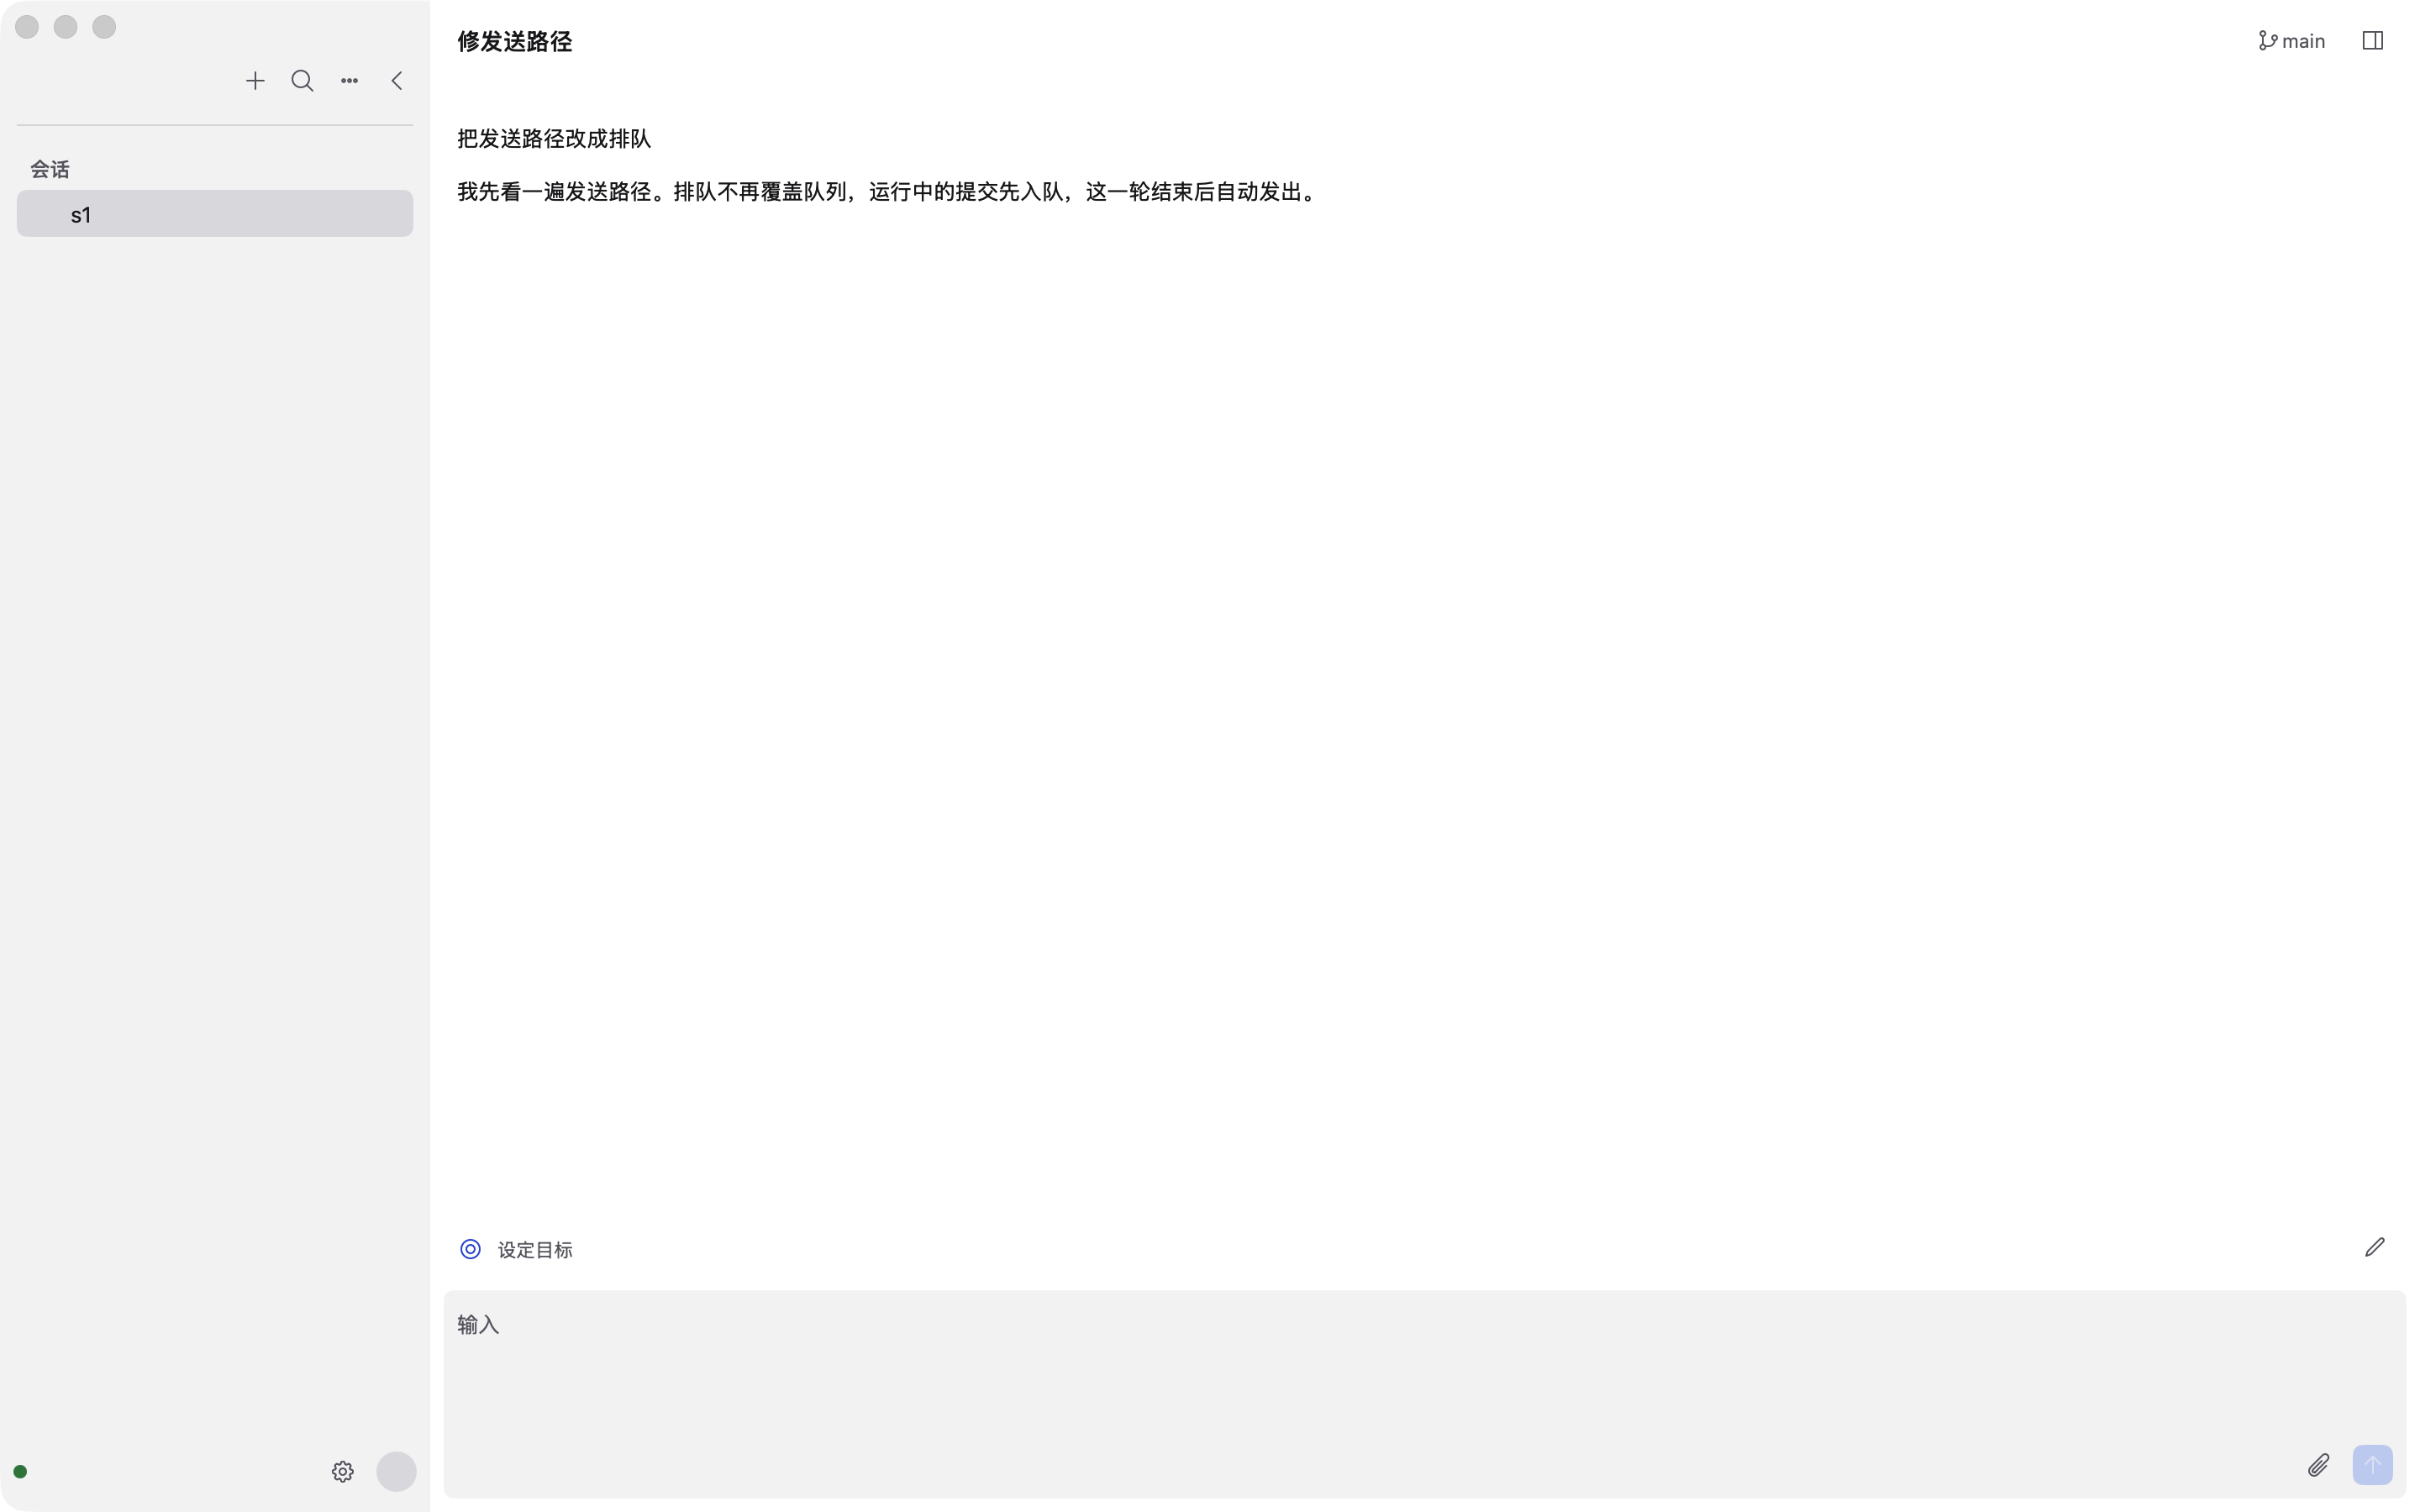 修发送路径
main
会话
s1
把发送路径改成排队
我先看一遍发送路径。排队不再覆盖队列，运行中的提交先入队，这一轮结束后自动发出。
设定目标
输入